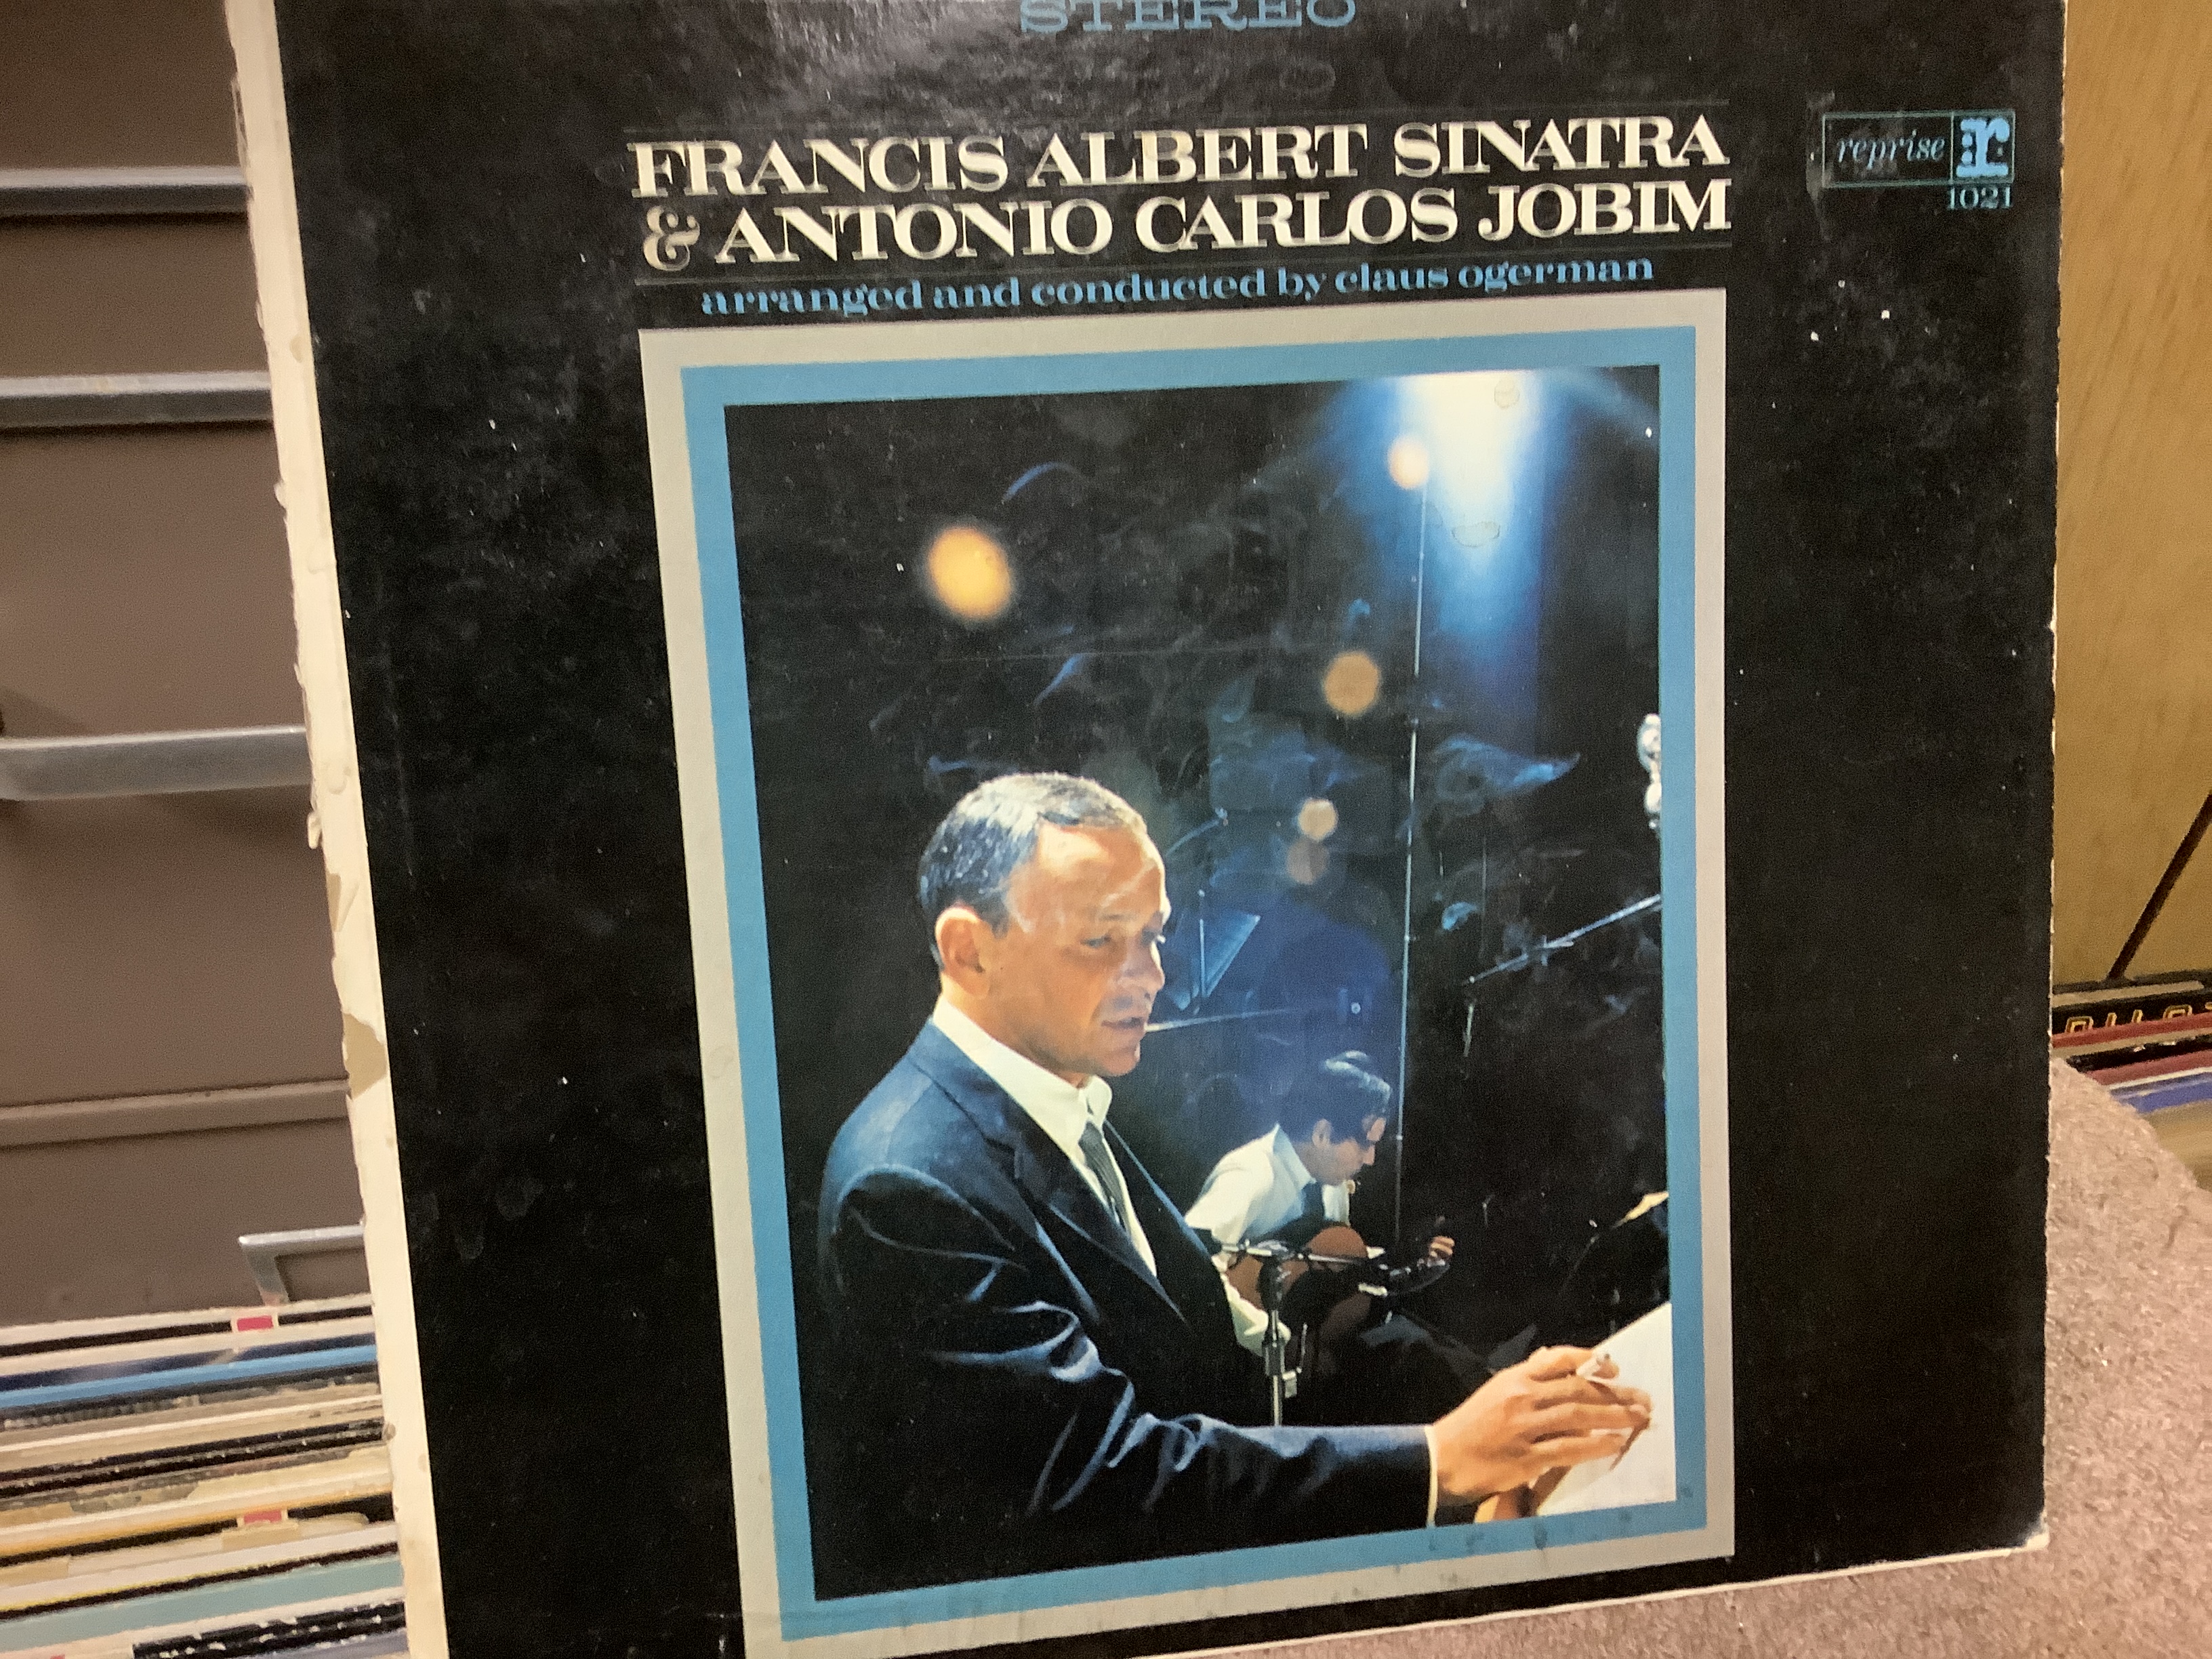 STEREO
FRANCIS ALBERT SINATRA
& ANTONIO CARLOS JOBIM
arranged and conducted by claus ogerman
reprise r
1021